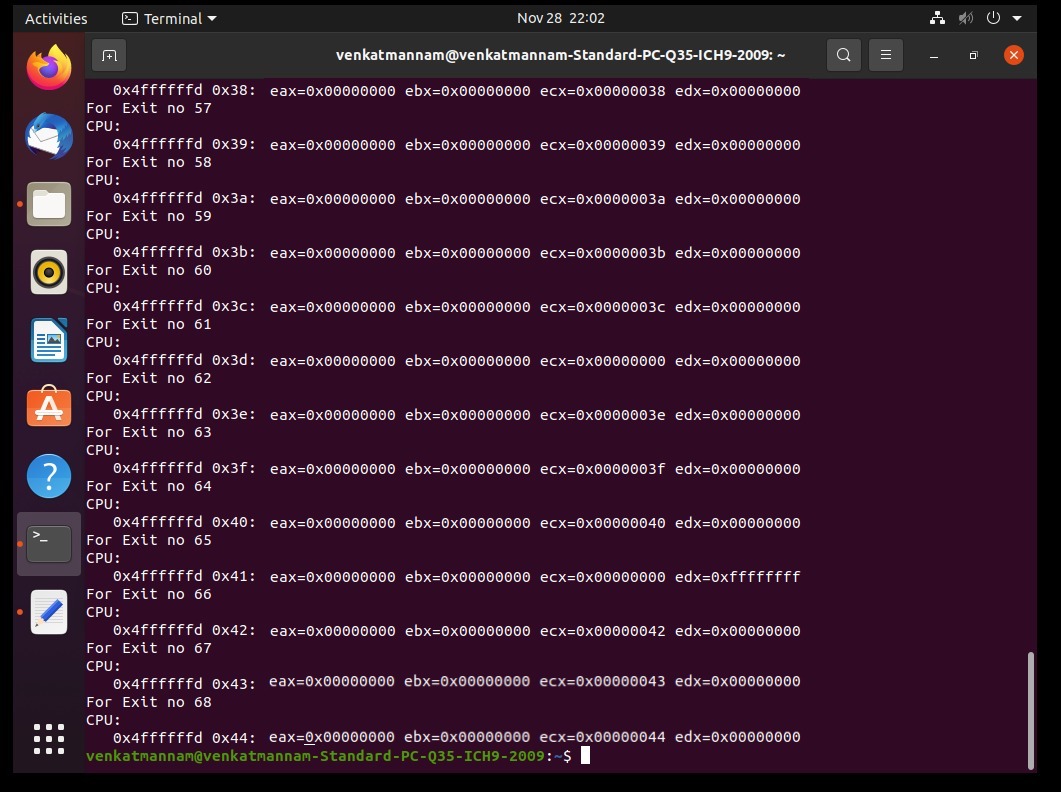 Activities Terminal Nov 28 22:02
venkatmannam@venkatmannam-Standard-PC-Q35-ICH9-2009: ~
0x4ffffffd 0x38: eax=0x00000000 ebx=0x00000000 ecx=0x00000038 edx=0x00000000
For Exit no 57
CPU:
0x4ffffffd 0x39: eax=0x00000000 ebx=0x00000000 ecx=0x00000039 edx=0x00000000
For Exit no 58
CPU:
0x4ffffffd 0x3a: eax=0x00000000 ebx=0x00000000 ecx=0x0000003a edx=0x00000000
For Exit no 59
CPU:
0x4ffffffd 0x3b: eax=0x00000000 ebx=0x00000000 ecx=0x0000003b edx=0x00000000
For Exit no 60
CPU:
0x4ffffffd 0x3c: eax=0x00000000 ebx=0x00000000 ecx=0x0000003c edx=0x00000000
For Exit no 61
CPU:
0x4ffffffd 0x3d: eax=0x00000000 ebx=0x00000000 ecx=0x00000000 edx=0x00000000
For Exit no 62
CPU:
0x4ffffffd 0x3e: eax=0x00000000 ebx=0x00000000 ecx=0x0000003e edx=0x00000000
For Exit no 63
CPU:
0x4ffffffd 0x3f: eax=0x00000000 ebx=0x00000000 ecx=0x0000003f edx=0x00000000
For Exit no 64
CPU:
0x4ffffffd 0x40: eax=0x00000000 ebx=0x00000000 ecx=0x00000040 edx=0x00000000
For Exit no 65
CPU:
0x4ffffffd 0x41: eax=0x00000000 ebx=0x00000000 ecx=0x00000000 edx=0xffffffff
For Exit no 66
CPU:
0x4ffffffd 0x42: eax=0x00000000 ebx=0x00000000 ecx=0x00000042 edx=0x00000000
For Exit no 67
CPU:
0x4ffffffd 0x43: eax=0x00000000 ebx=0x00000000 ecx=0x00000043 edx=0x00000000
For Exit no 68
CPU:
0x4ffffffd 0x44: eax=0x00000000 ebx=0x00000000 ecx=0x00000044 edx=0x00000000
venkatmannam@venkatmannam-Standard-PC-Q35-ICH9-2009:~$